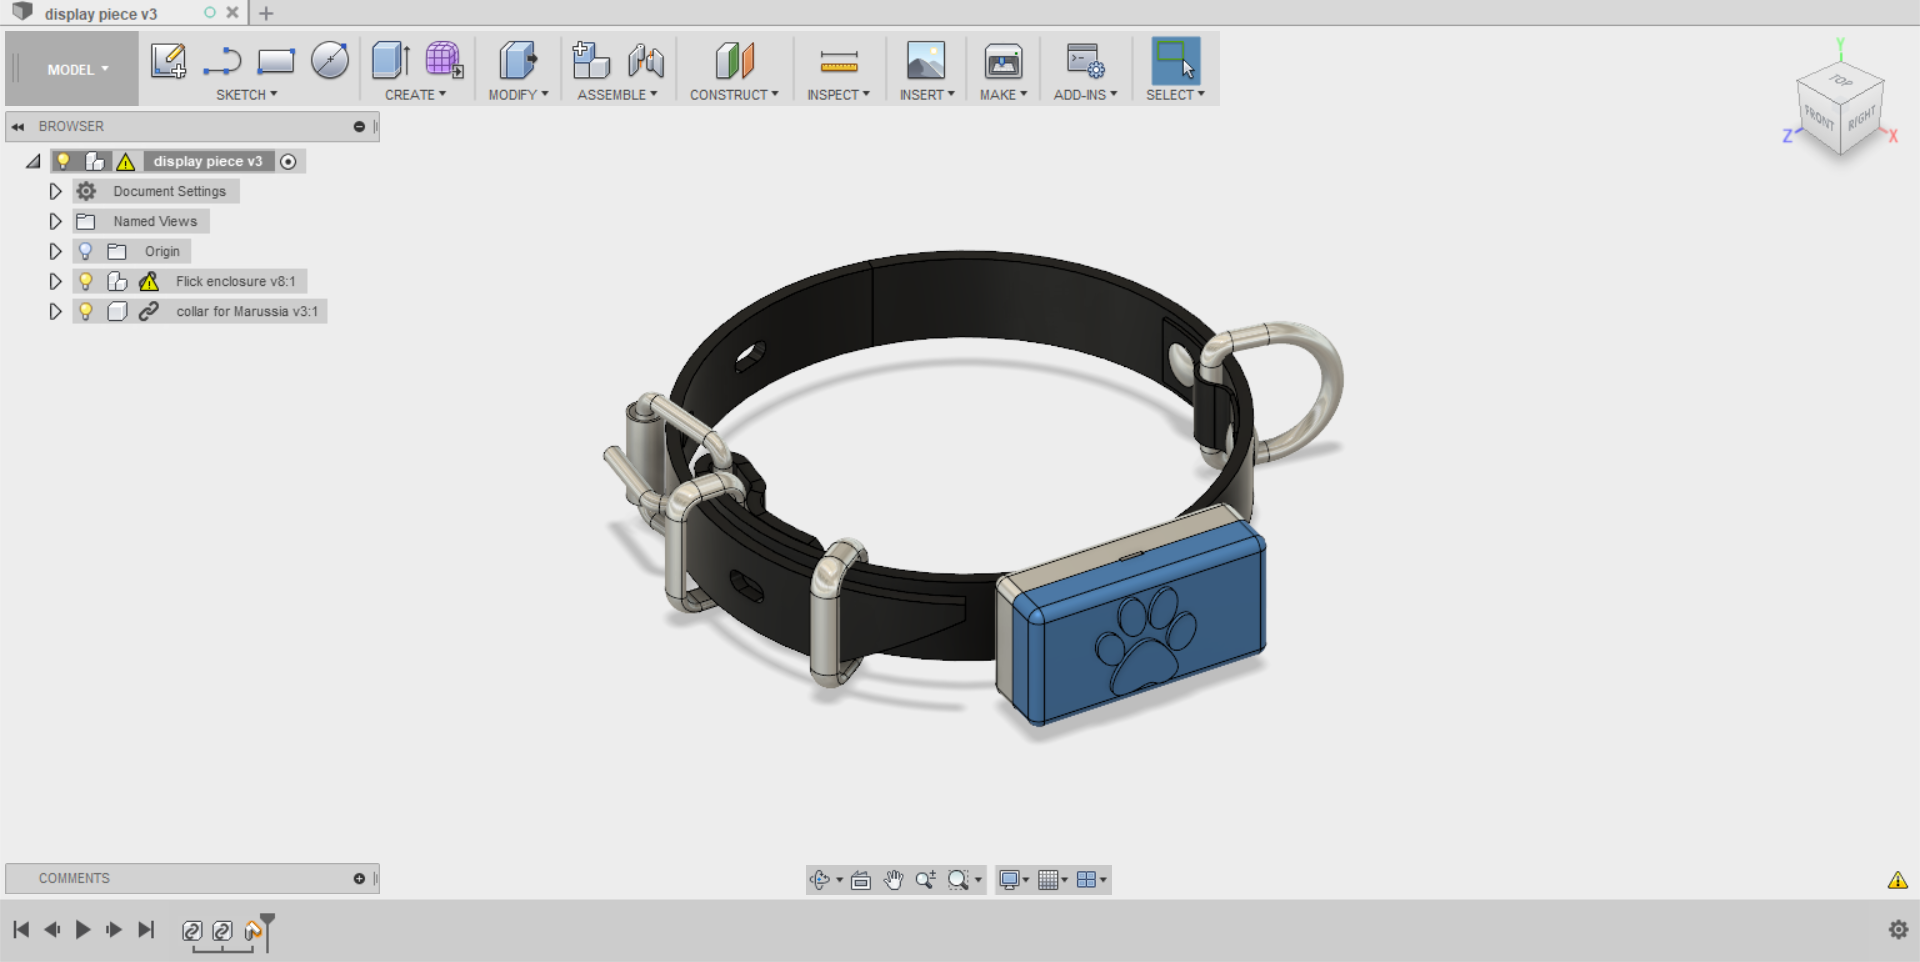 display piece v3
MODEL
SKETCH
CREATE
MODIFY
ASSEMBLE
CONSTRUCT
INSPECT
INSERT
MAKE
ADD-INS
SELECT
Y
TOP
FRONT
RIGHT
Z
X
BROWSER
display piece v3
Document Settings
Named Views
Origin
Flick enclosure v8:1
collar for Marussia v3:1
COMMENTS